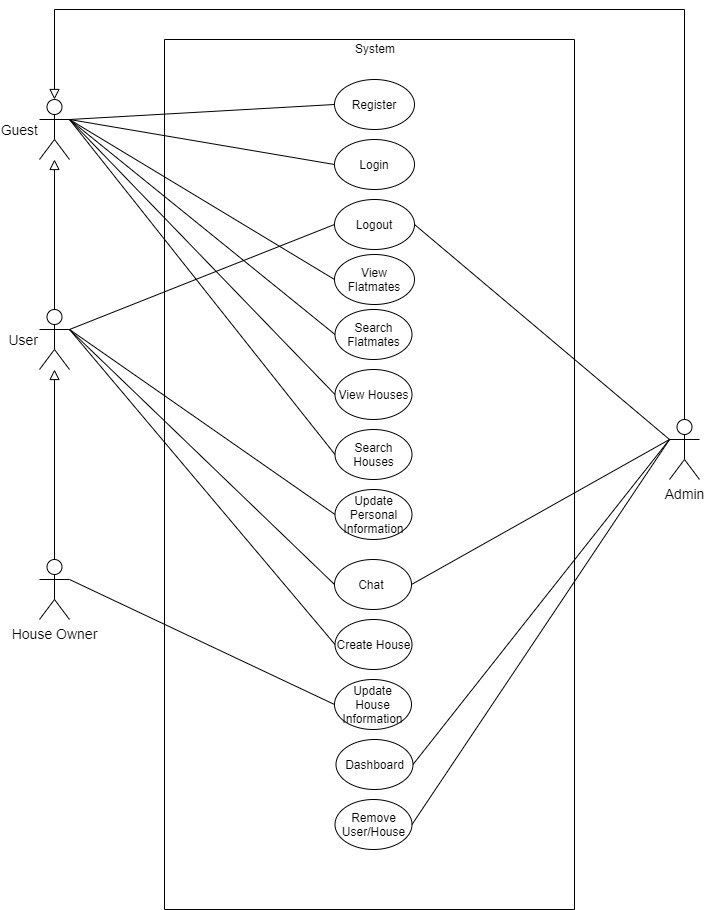 System
Register
Guest
Login
Logout
View
Flatmates
Search
Flatmates
User
View Houses
Search
Houses
Admin
Update
Personal
Information
Chat
House Owner
Create House
Update
House
Information
Dashboard
Remove
User/House